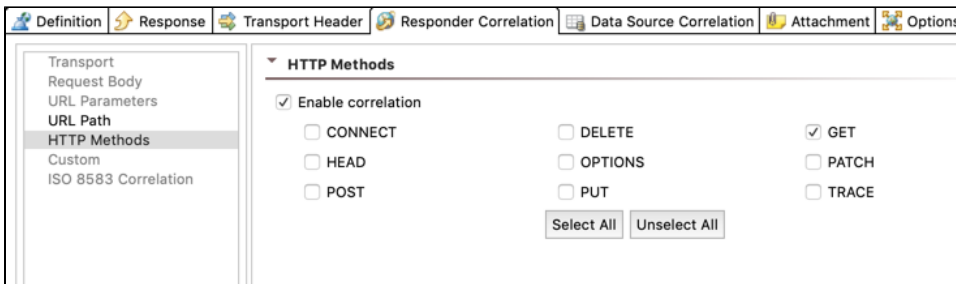 Definition Response Transport Header Responder Correlation Data Source Correlation Attachment Options
Transport
Request Body
URL Parameters
URL Path
HTTP Methods
Custom
ISO 8583 Correlation
HTTP Methods
Enable correlation
CONNECT DELETE GET
HEAD OPTIONS PATCH
POST PUT TRACE
Select All Unselect All